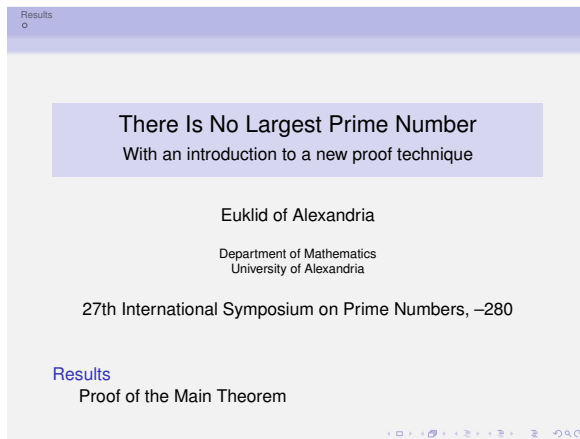 Results
There Is No Largest Prime Number
With an introduction to a new proof technique
Euklid of Alexandria
Department of Mathematics
University of Alexandria
27th International Symposium on Prime Numbers, –280
Results
Proof of the Main Theorem